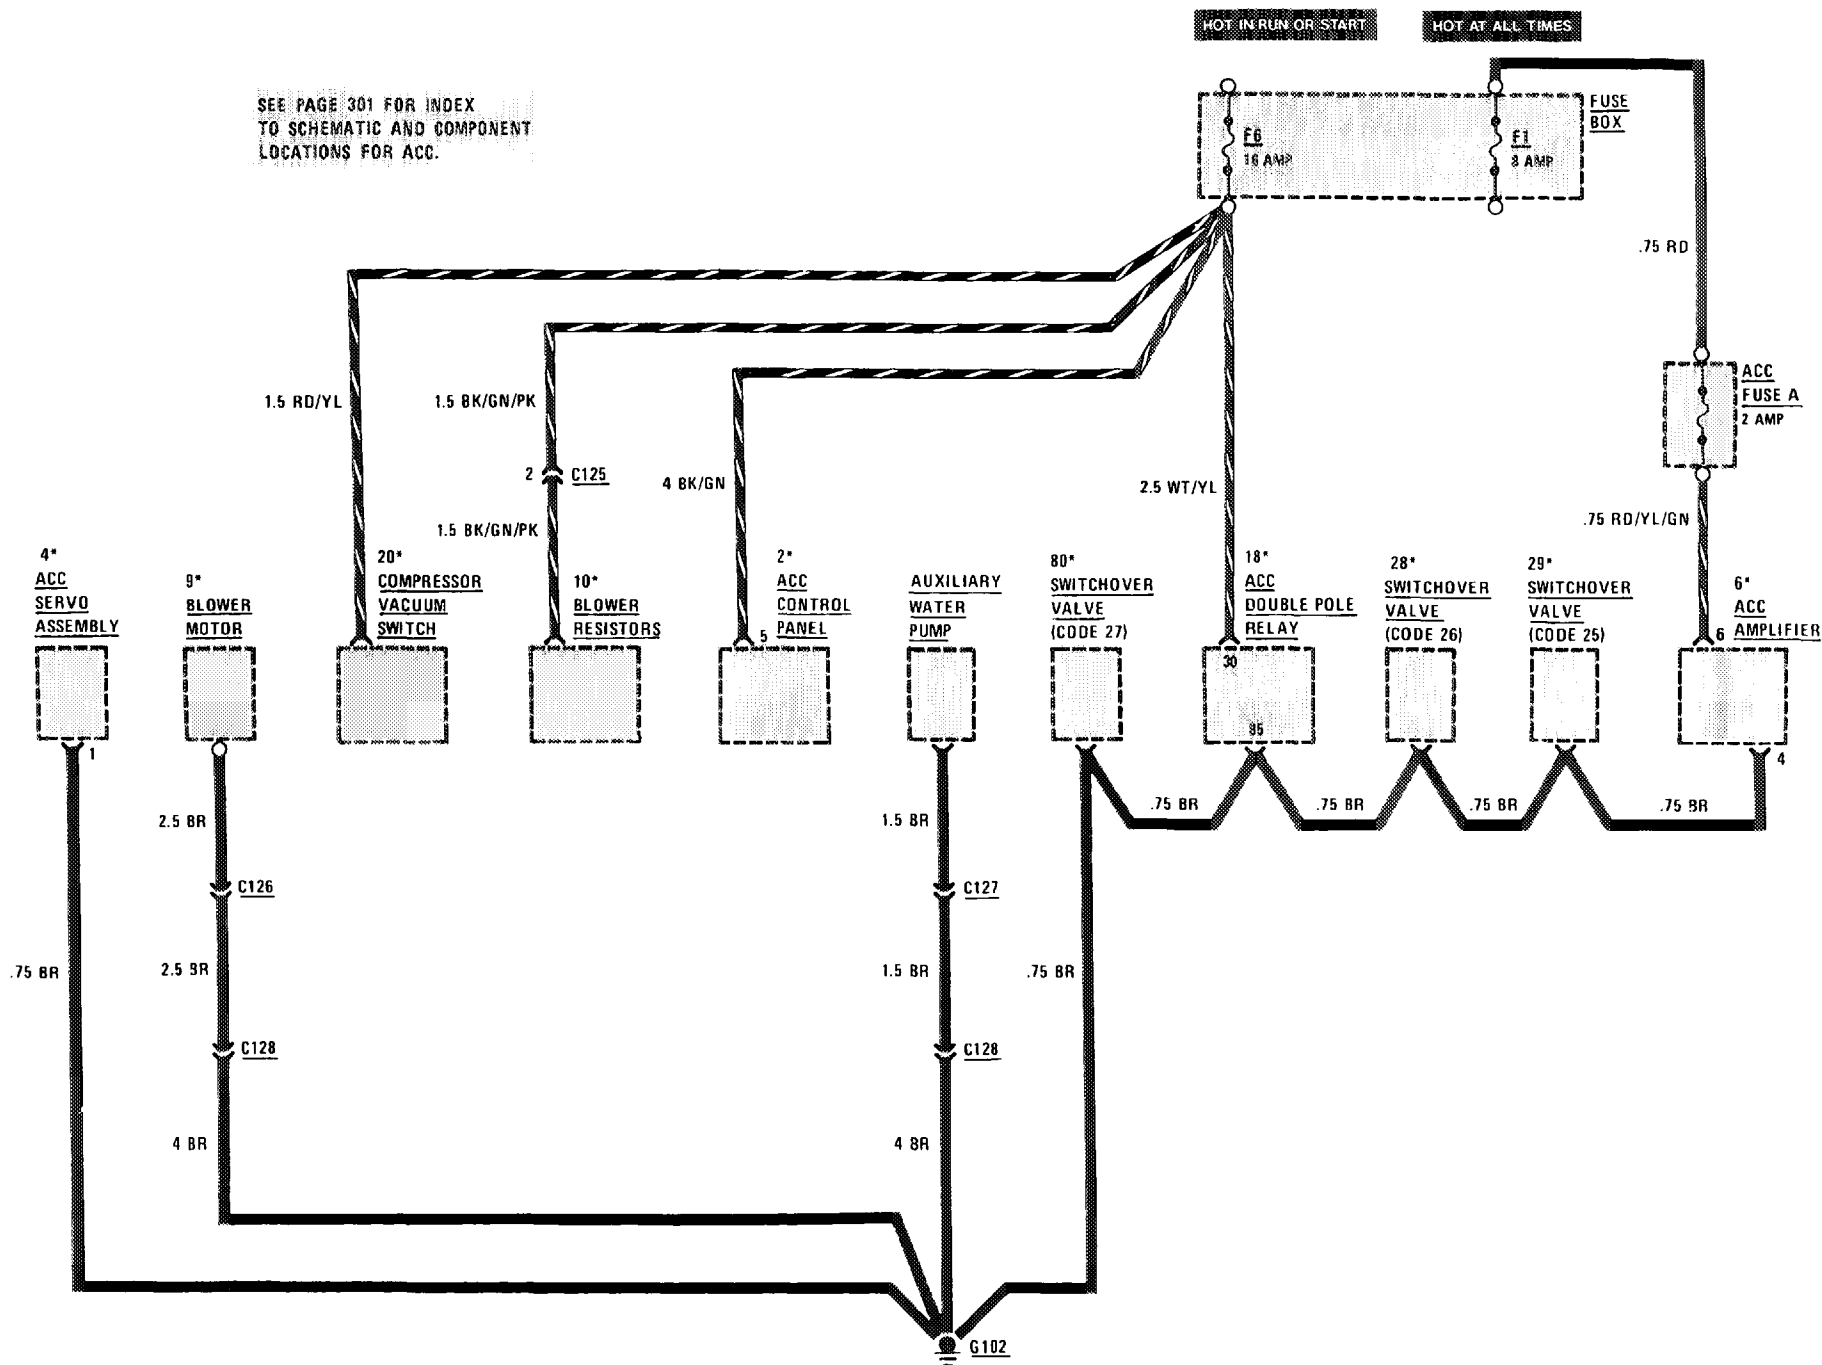 HOT IN RUN OR START
HOT AT ALL TIMES
SEE PAGE 301 FOR INDEX
TO SCHEMATIC AND COMPONENT
LOCATIONS FOR ACC.
FUSE
BOX
F6
16 AMP
F1
8 AMP
.75 RD
ACC
FUSE A
2 AMP
1.5 RD/YL
1.5 BK/GN/PK
2
C125
4 BK/GN
2.5 WT/YL
1.5 BK/GN/PK
.75 RD/YL/GN
4*
ACC
SERVO
ASSEMBLY
9*
BLOWER
MOTOR
20*
COMPRESSOR
VACUUM
SWITCH
10*
BLOWER
RESISTORS
2*
ACC
CONTROL
PANEL
5
AUXILIARY
WATER
PUMP
80*
SWITCHOVER
VALVE
(CODE 27)
18*
ACC
DOUBLE POLE
RELAY
28*
SWITCHOVER
VALVE
(CODE 26)
29*
SWITCHOVER
VALVE
(CODE 25)
6*
ACC
AMPLIFIER
6
30
85
1
4
2.5 BR
1.5 BR
.75 BR
.75 BR
.75 BR
.75 BR
C126
C127
.75 BR
2.5 BR
1.5 BR
.75 BR
C128
C128
4 BR
4 BR
G102